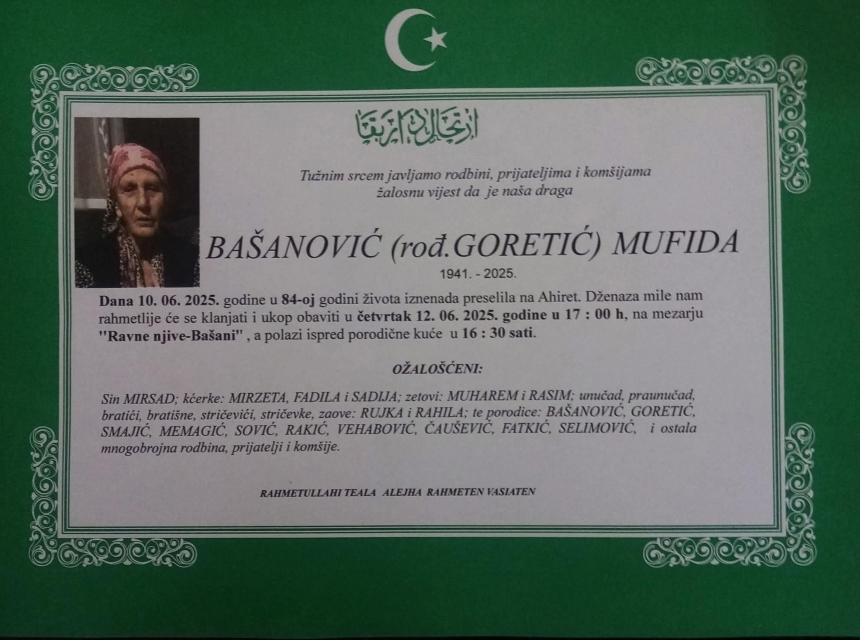 Tužnim srcem javljamo rodbini, prijateljima i komšijama
žalosnu vijest da je naša draga
BAŠANOVIĆ (rođ.GORETIĆ) MUFIDA
1941. - 2025.
Dana 10. 06. 2025. godine u 84-oj godini života iznenada preselila na Ahiret. Dženaza mile nam
rahmetlije će se klanjati i ukop obaviti u četvrtak 12. 06. 2025. godine u 17 : 00 h, na mezarju
"Ravne njive-Bašani" , a polazi ispred porodične kuće u 16 : 30 sati.
OŽALOŠĆENI:
Sin MIRSAD; kćerke: MIRZETA, FADILA i SADIJA; zetovi: MUHAREM i RASIM; unučad, praunučad,
bratići, bratišne, stričevići, stričevke, zaove: RUJKA i RAHILA; te porodice: BAŠANOVIĆ, GORETIĆ,
SMAJIĆ, MEMAGIĆ, SOVIĆ, RAKIĆ, VEHABOVIĆ, ČAUŠEVIĆ, FATKIĆ, SELIMOVIĆ, i ostala
mnogobrojna rodbina, prijatelji i komšije.
RAHMETULLAHI TEALA ALEJHA RAHMETEN VASIATEN